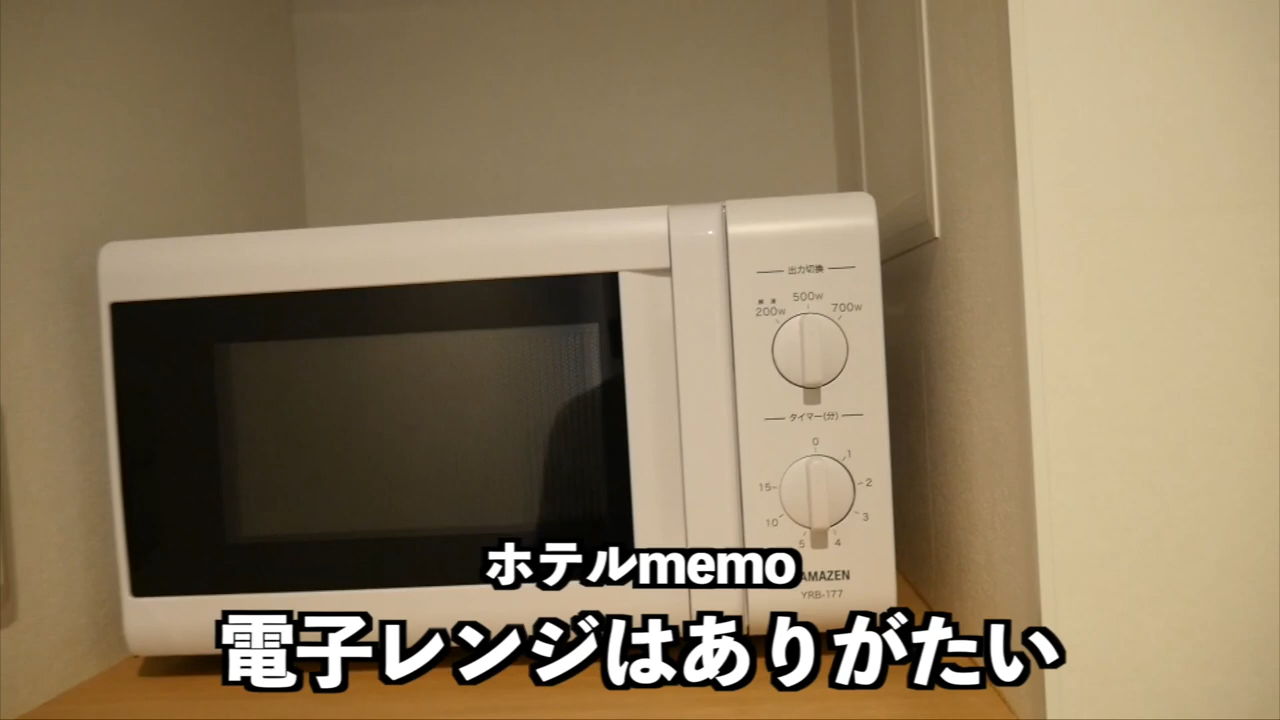 出力切換
解凍
500W
200W
700W
タイマー(分)
0
1
15
2
10
3
5
4
AMAZEN
YRB-177
ホテルmemo
電子レンジはありがたい